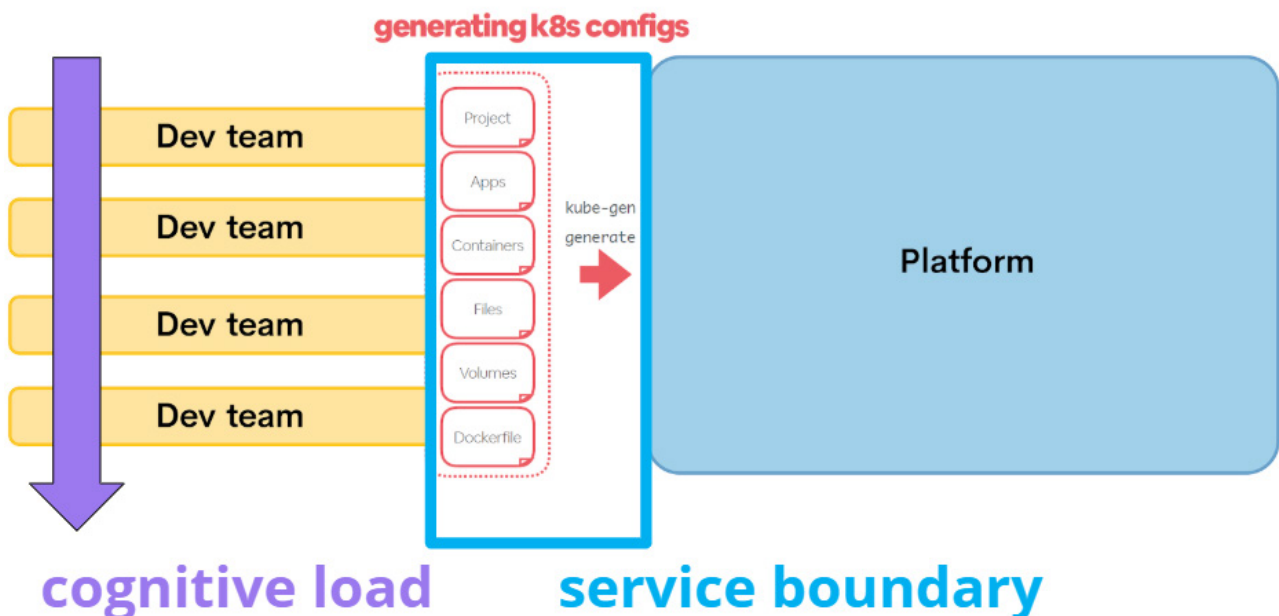 generating k8s configs
Dev team
Dev team
Dev team
Dev team
Project
Apps
Containers
Files
Volumes
Dockerfile
kube-gen
generate
Platform
cognitive load
service boundary